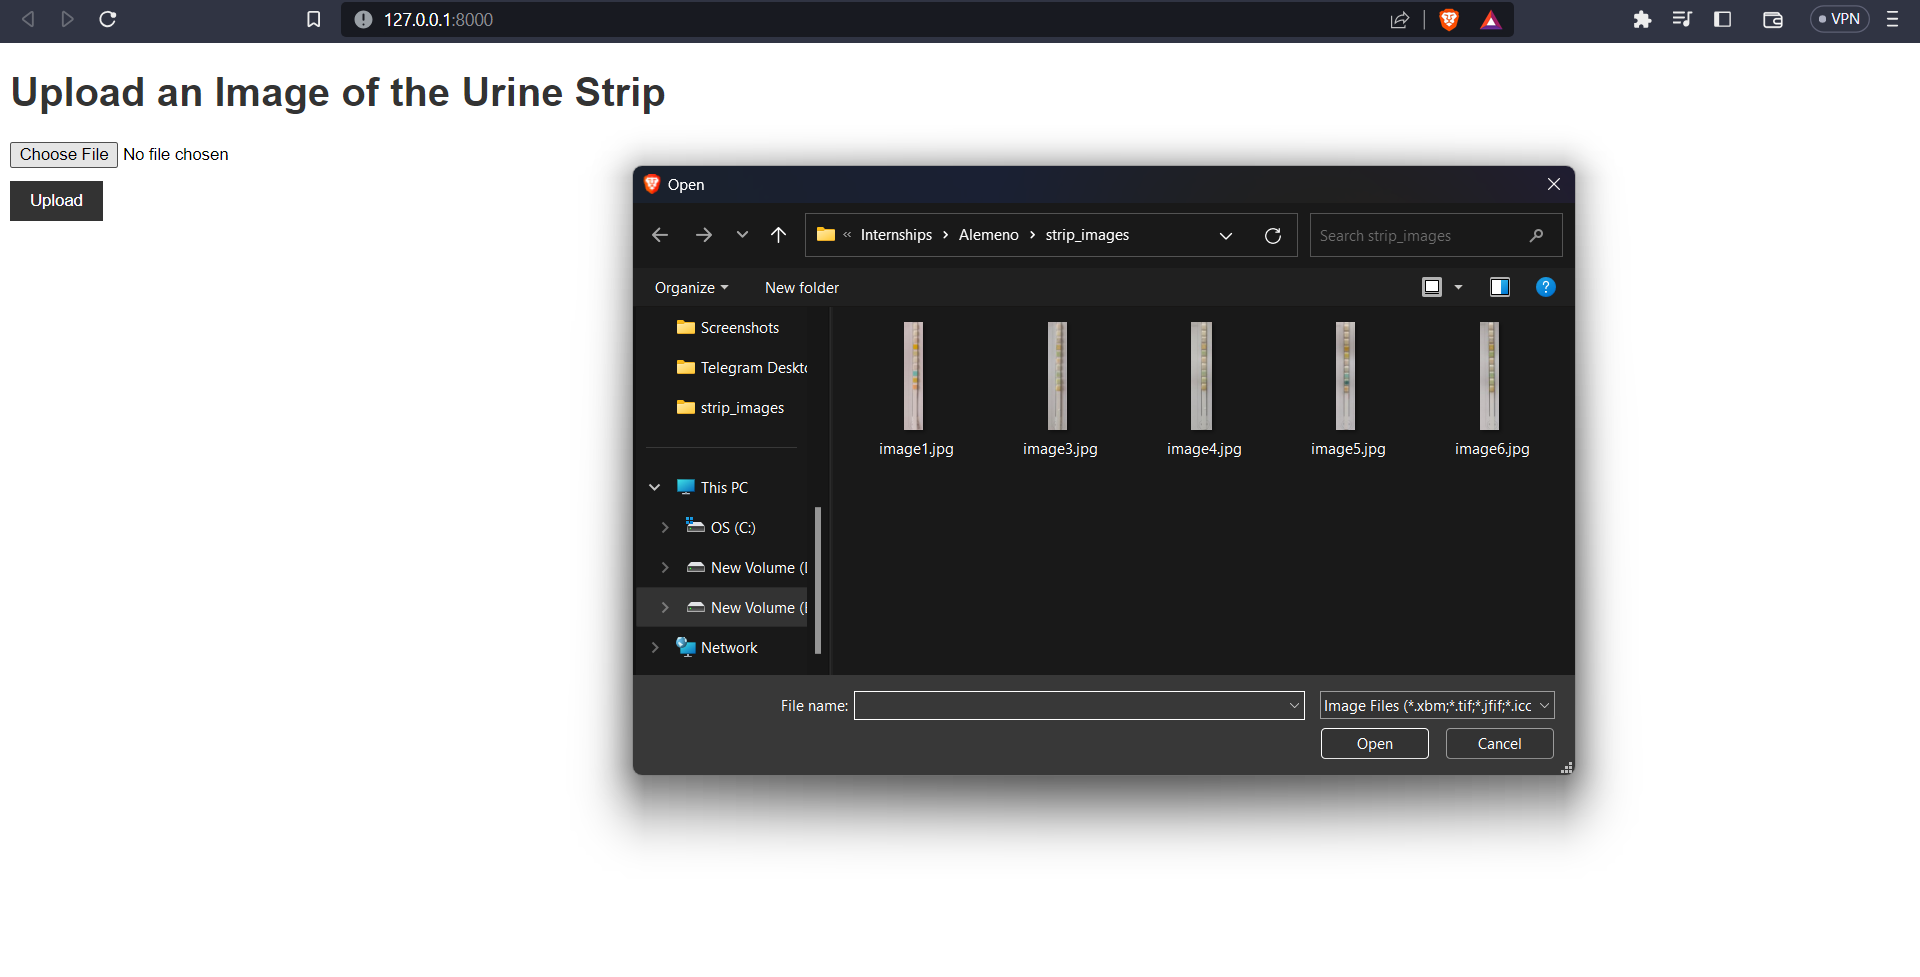 127.0.0.1:8000
VPN
Upload an Image of the Urine Strip
Choose File No file chosen
Upload
Open
« Internships › Alemeno › strip_images
Search strip_images
Organize
New folder
?
Screenshots
Telegram Deskto
strip_images
This PC
OS (C:)
New Volume (
New Volume (
Network
image1.jpg
image3.jpg
image4.jpg
image5.jpg
image6.jpg
File name:
Image Files (*.xbm;*.tif;*.jfif;*.icc
Open
Cancel